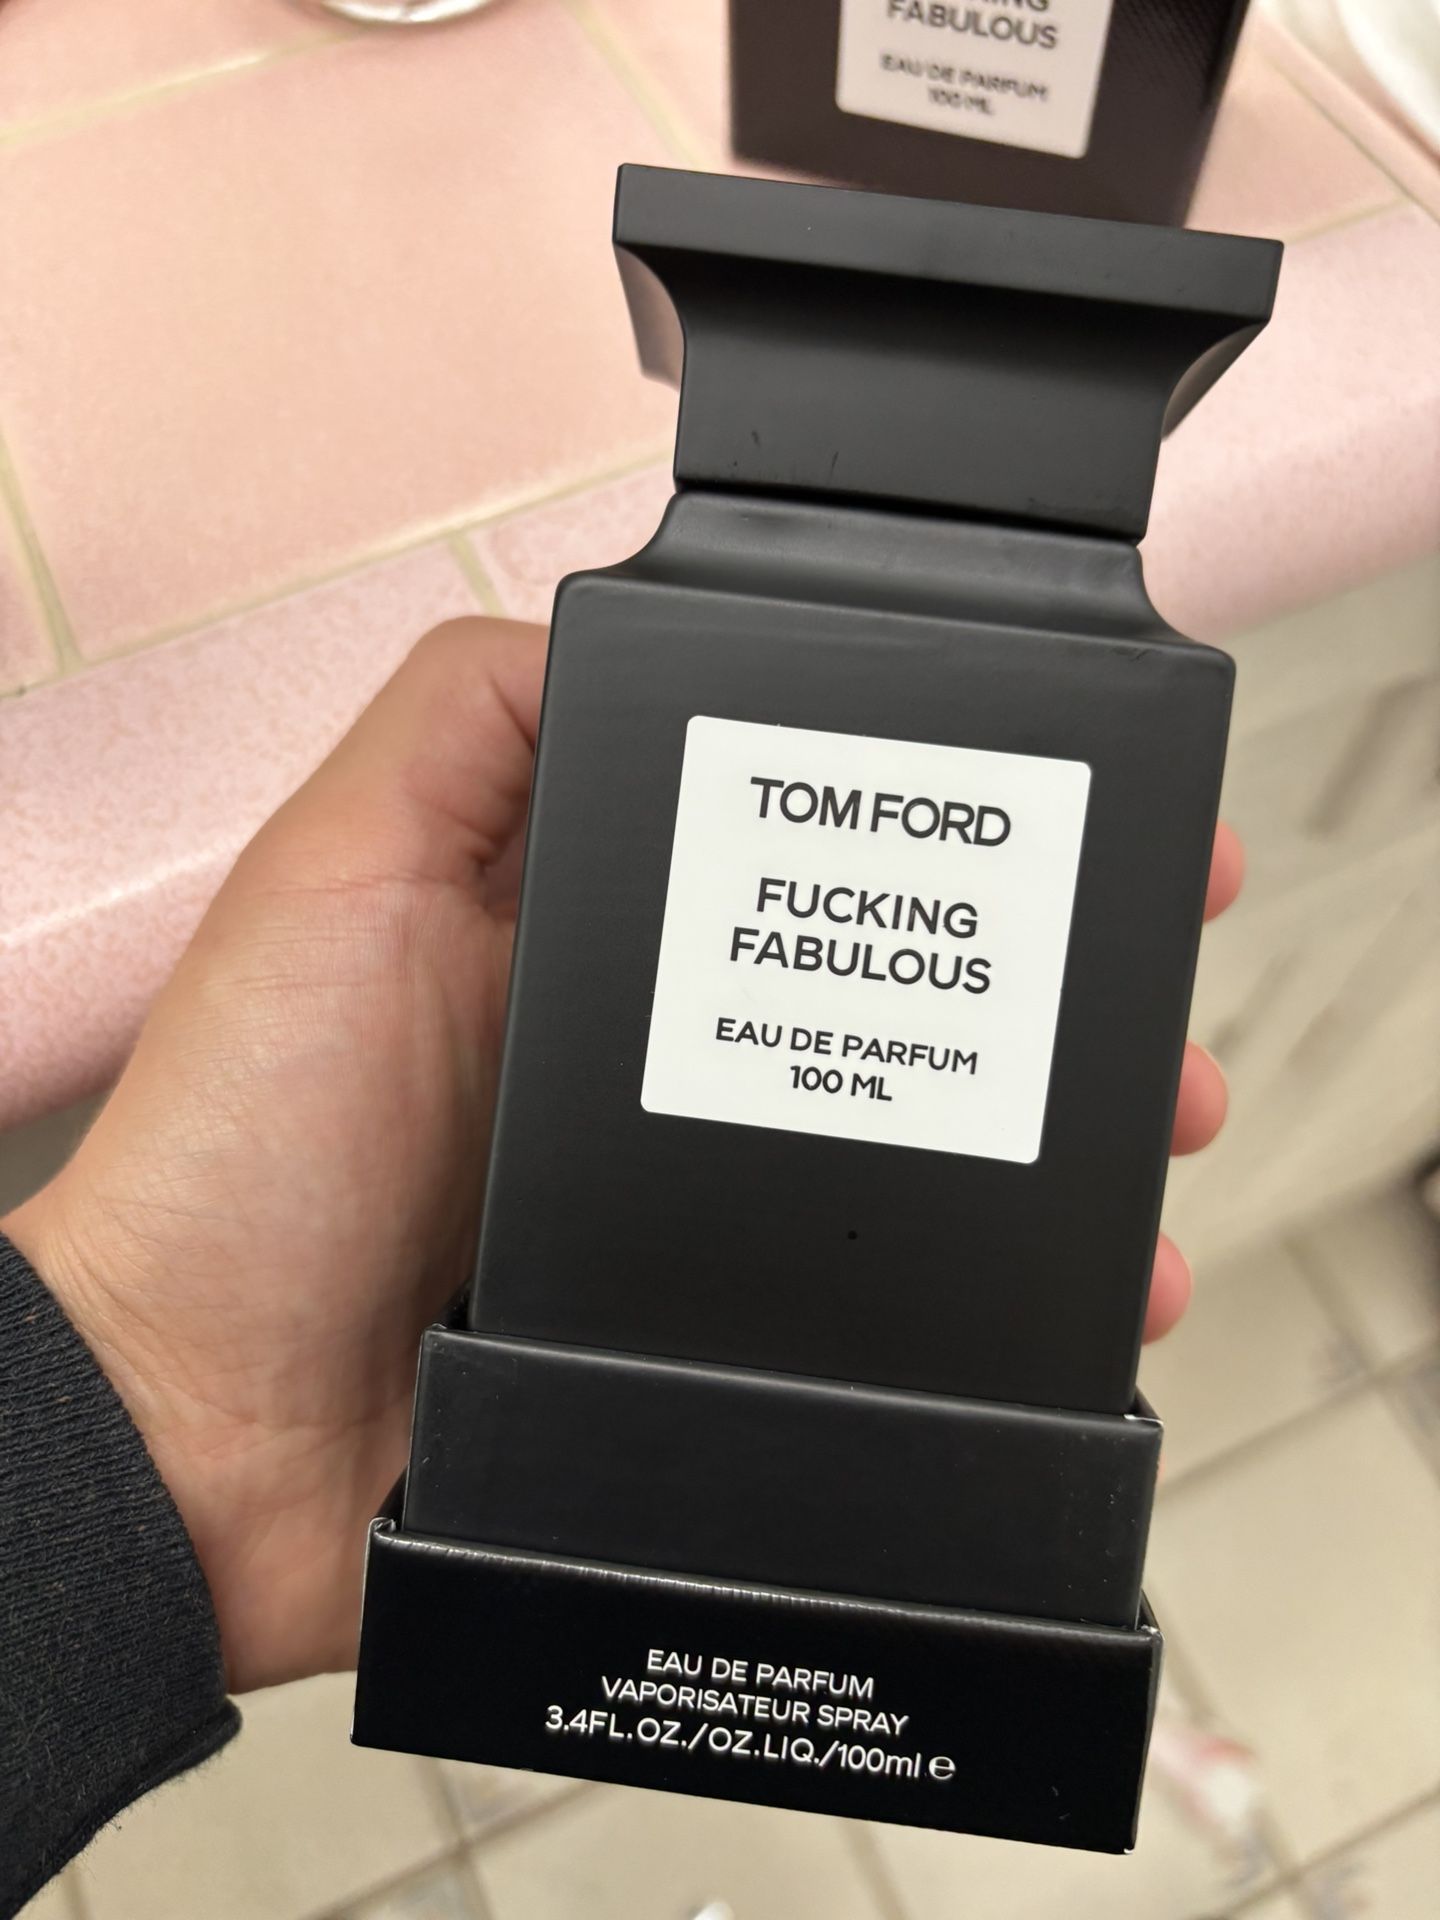 FABULOUS
EAU DE PARFUM
100 ML
TOM FORD
FUCKING
FABULOUS
EAU DE PARFUM
100 ML
EAU DE PARFUM
VAPORISATEUR SPRAY
3.4FL.OZ./OZ.LIQ./100ml ℮